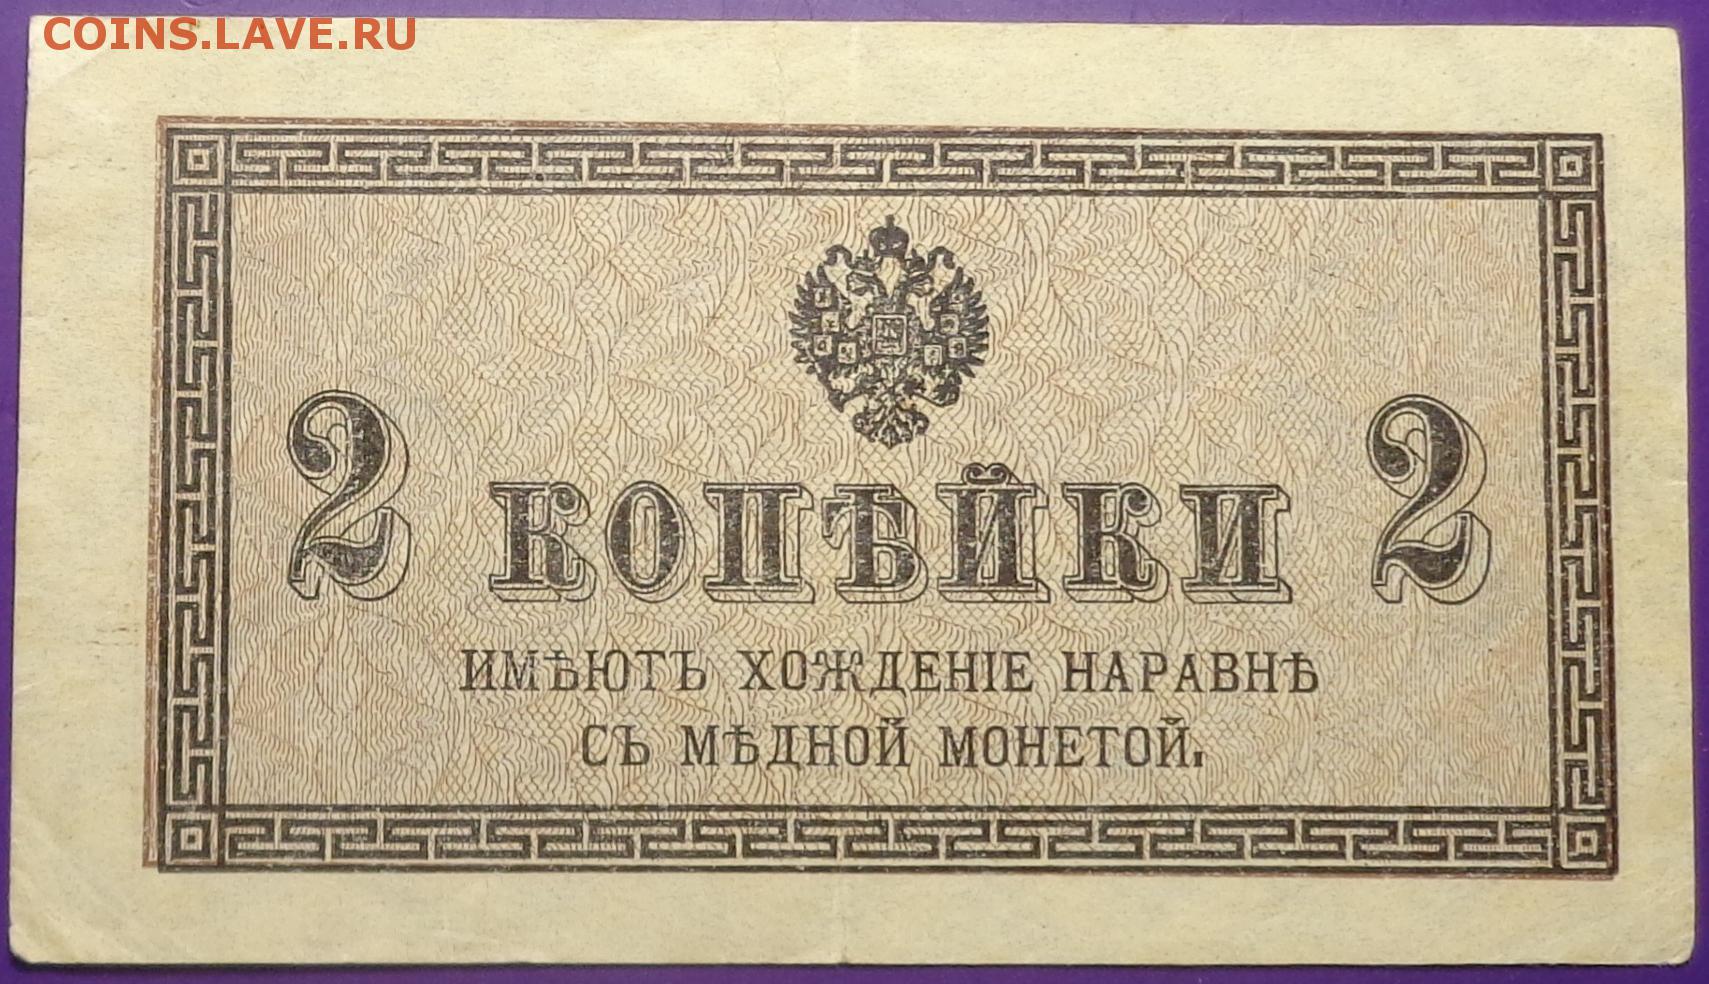 COINS.LAVE.RU
2 КОПѢЙКИ 2
ИМѢЮТЪ ХОЖДЕНІЕ НАРАВНѢ
СЪ МѢДНОЙ МОНЕТОЙ.